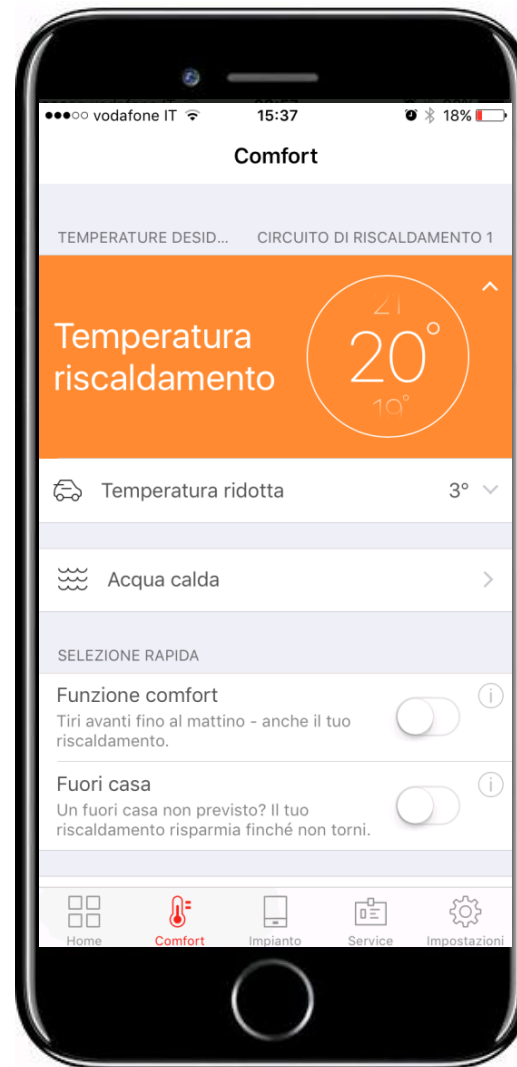 vodafone IT 15:37 18%
Comfort
TEMPERATURE DESID... CIRCUITO DI RISCALDAMENTO 1
Temperatura
riscaldamento
21
20°
19°
Temperatura ridotta 3°
Acqua calda
SELEZIONE RAPIDA
Funzione comfort
Tiri avanti fino al mattino - anche il tuo
riscaldamento.
Fuori casa
Un fuori casa non previsto? Il tuo
riscaldamento risparmia finché non torni.
Home Comfort Impianto Service Impostazioni